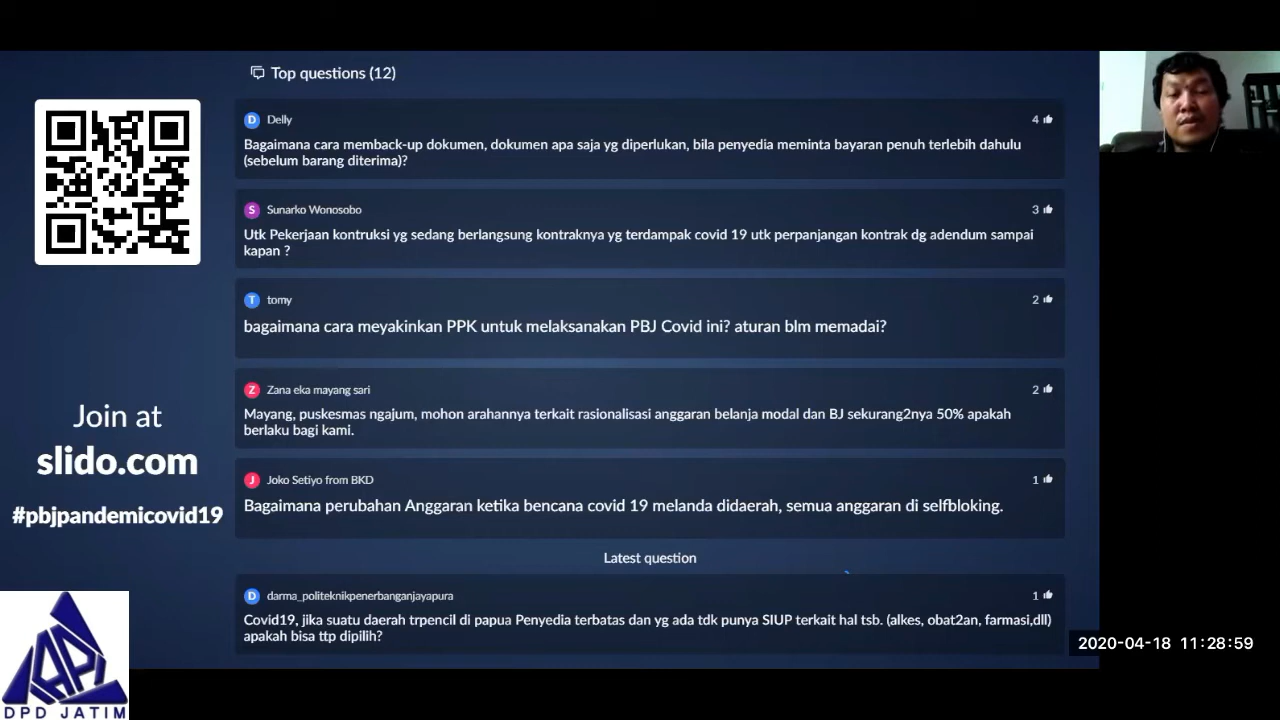 Top questions (12)
D Delly 4
Bagaimana cara memback-up dokumen, dokumen apa saja yg diperlukan, bila penyedia meminta bayaran penuh terlebih dahulu
(sebelum barang diterima)?
S Sunarko Wonosobo 3
Utk Pekerjaan kontruksi yg sedang berlangsung kontraknya yg terdampak covid 19 utk perpanjangan kontrak dg adendum sampai
kapan ?
T tomy 2
bagaimana cara meyakinkan PPK untuk melaksanakan PBJ Covid ini? aturan blm memadai?
Z Zana eka mayang sari 2
Mayang, puskesmas ngajum, mohon arahannya terkait rasionalisasi anggaran belanja modal dan BJ sekurang2nya 50% apakah
berlaku bagi kami.
J Joko Setiyo from BKD 1
Bagaimana perubahan Anggaran ketika bencana covid 19 melanda didaerah, semua anggaran di selfbloking.
Latest question
D darma_politeknikpenerbanganjayapura 1
Covid19, jika suatu daerah trpencil di papua Penyedia terbatas dan yg ada tdk punya SIUP terkait hal tsb. (alkes, obat2an, farmasi,dll)
apakah bisa ttp dipilih?
Join at
slido.com
#pbjpandemicovid19
IAPI
DPD JATIM
2020-04-18 11:28:59